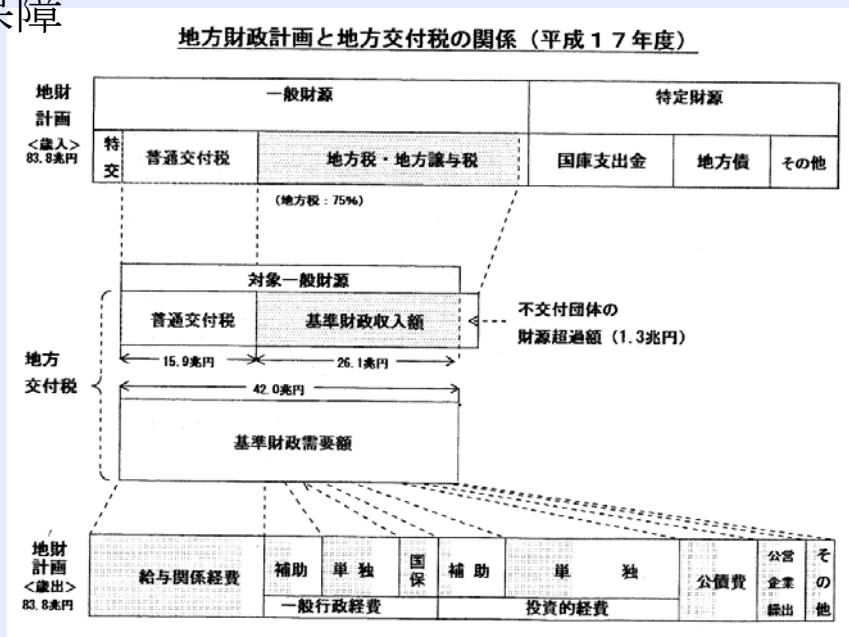 保障
地方財政計画と地方交付税の関係（平成１７年度）
地財
計画
＜歳入＞
83.8兆円
一般財源
特定財源
特
交
普通交付税
地方税・地方譲与税
国庫支出金
地方債
その他
（地方税：75%）
対象一般財源
普通交付税
基準財政収入額
不交付団体の
財源超過額（1.3兆円）
15.9兆円
26.1兆円
地方
交付税
42.0兆円
基準財政需要額
地財
計画
＜歳出＞
83.8兆円
給与関係経費
補助
単独
国
保
補助
単独
公債費
公営
企業
繰出
そ
の
他
一般行政経費
投資的経費